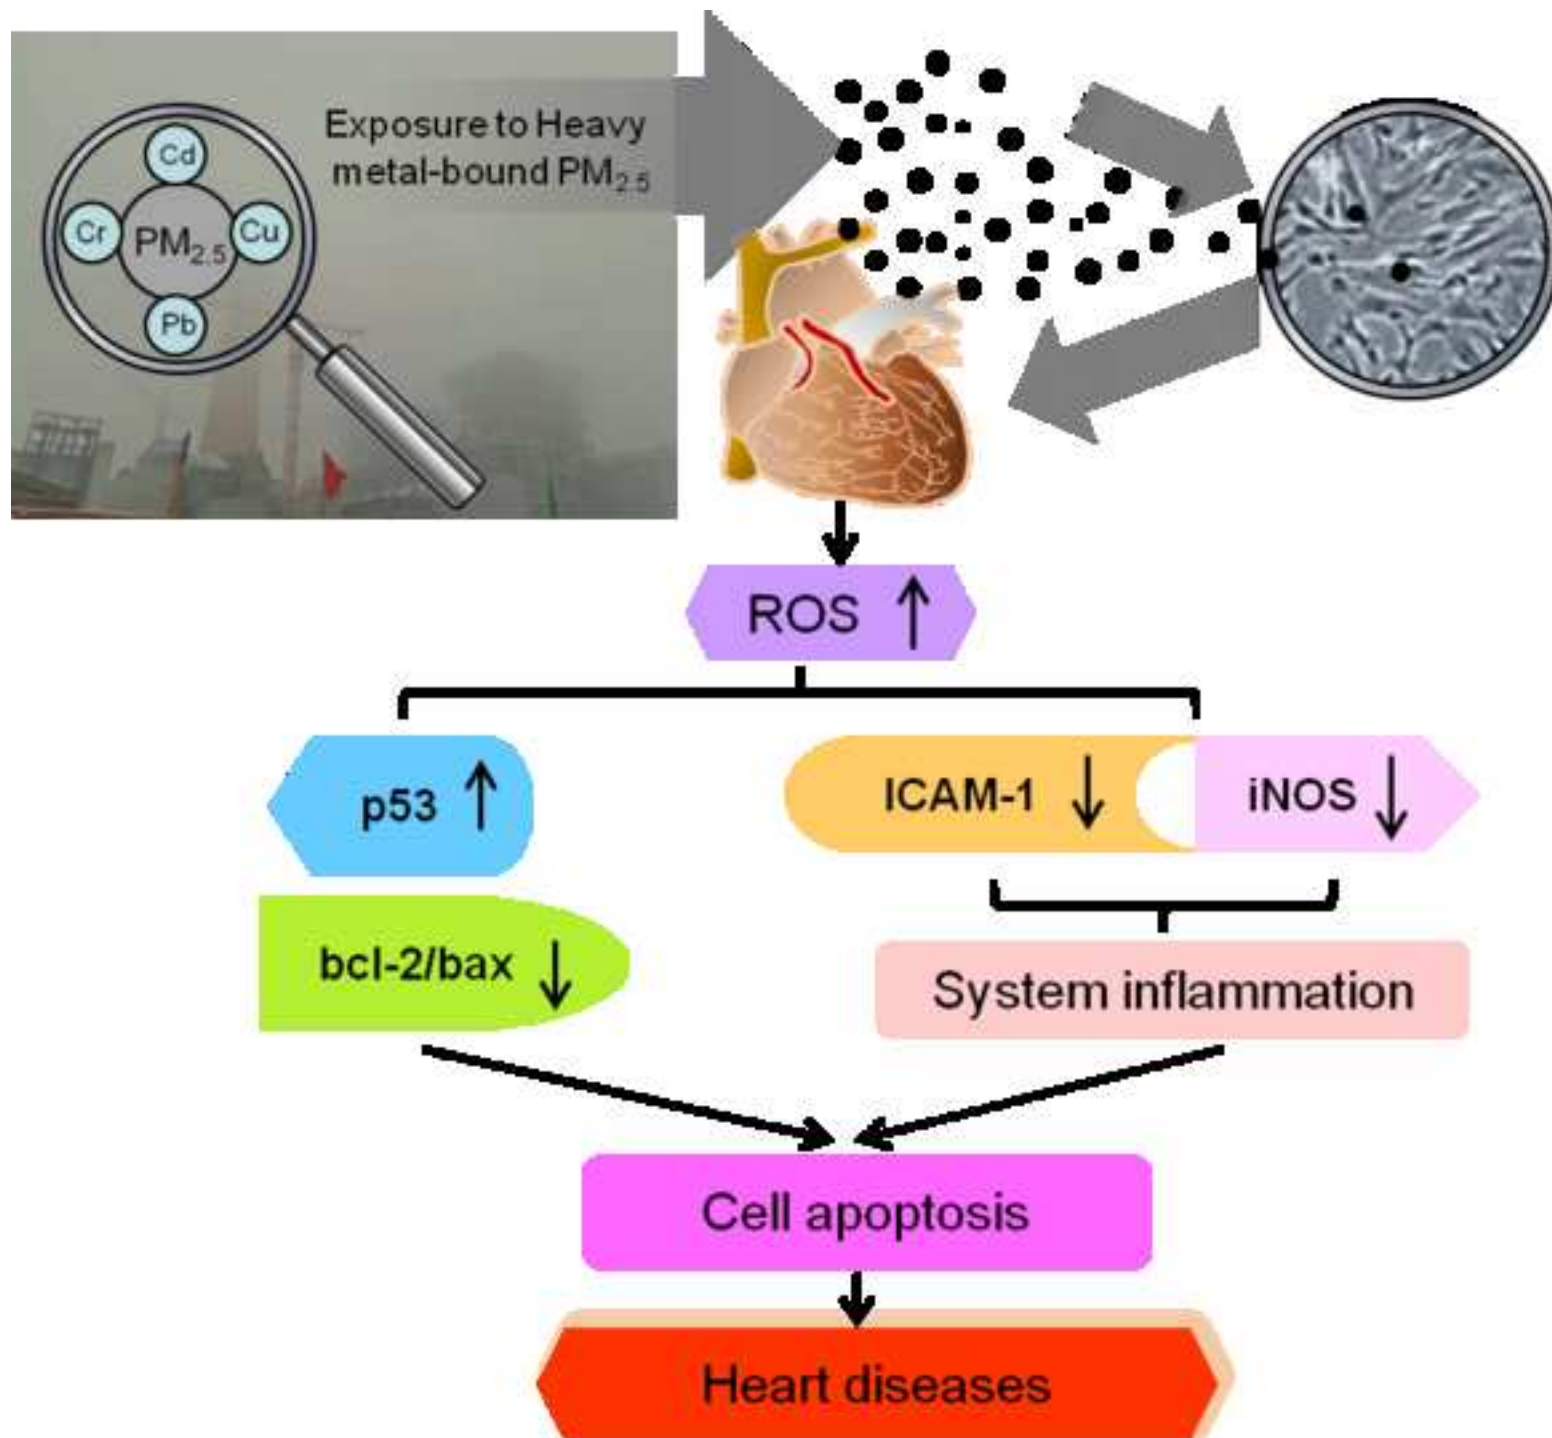 Exposure to Heavy
metal-bound PM₂.₅
Cd
Cr
PM₂.₅
Cu
Pb
ROS ↑
p53 ↑
ICAM-1 ↓
iNOS ↓
bcl-2/bax ↓
System inflammation
Cell apoptosis
Heart diseases